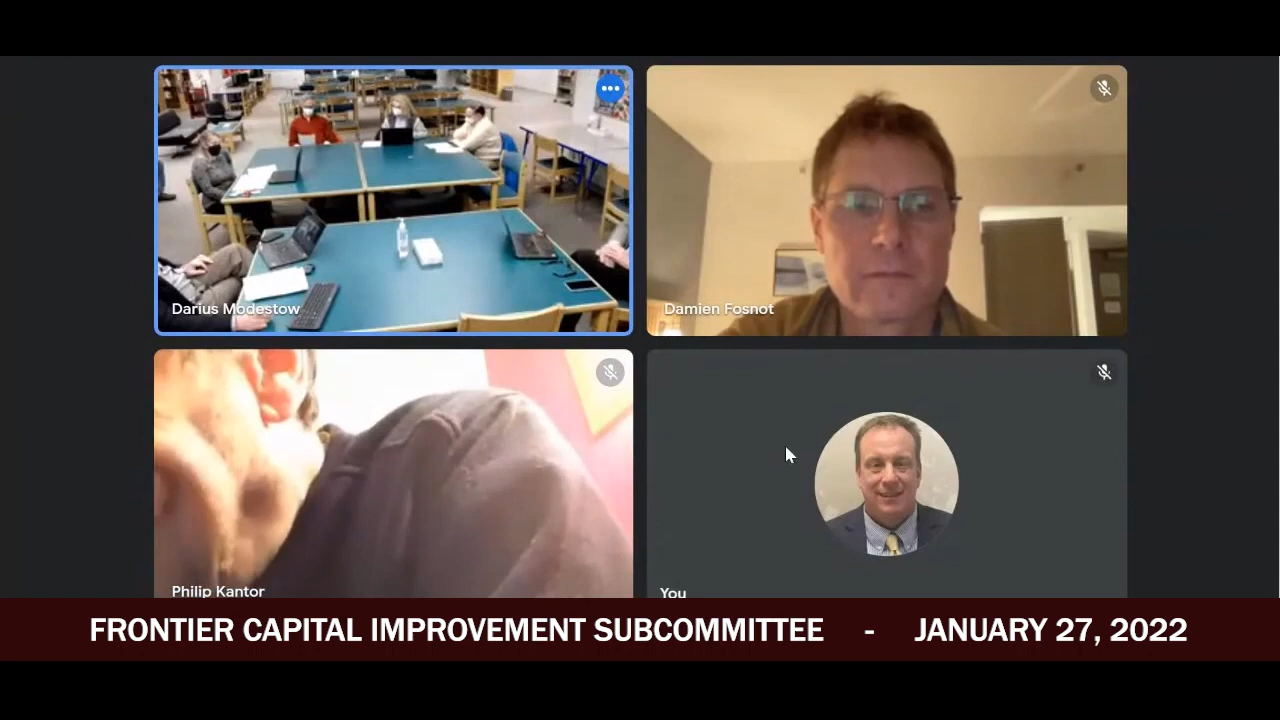 Darius Modestow
Damien Fosnot
Philip Kantor
You
FRONTIER CAPITAL IMPROVEMENT SUBCOMMITTEE - JANUARY 27, 2022